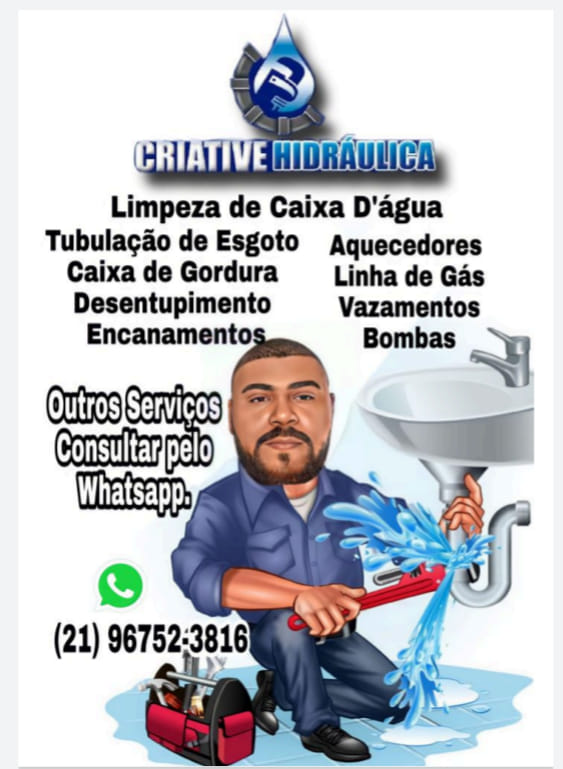 CRIATIVE HIDRÁULICA
Limpeza de Caixa D'água
Tubulação de Esgoto
Caixa de Gordura
Desentupimento
Encanamentos
Aquecedores
Linha de Gás
Vazamentos
Bombas
Outros Serviços
Consultar pelo
Whatsapp.
(21) 96752-3816